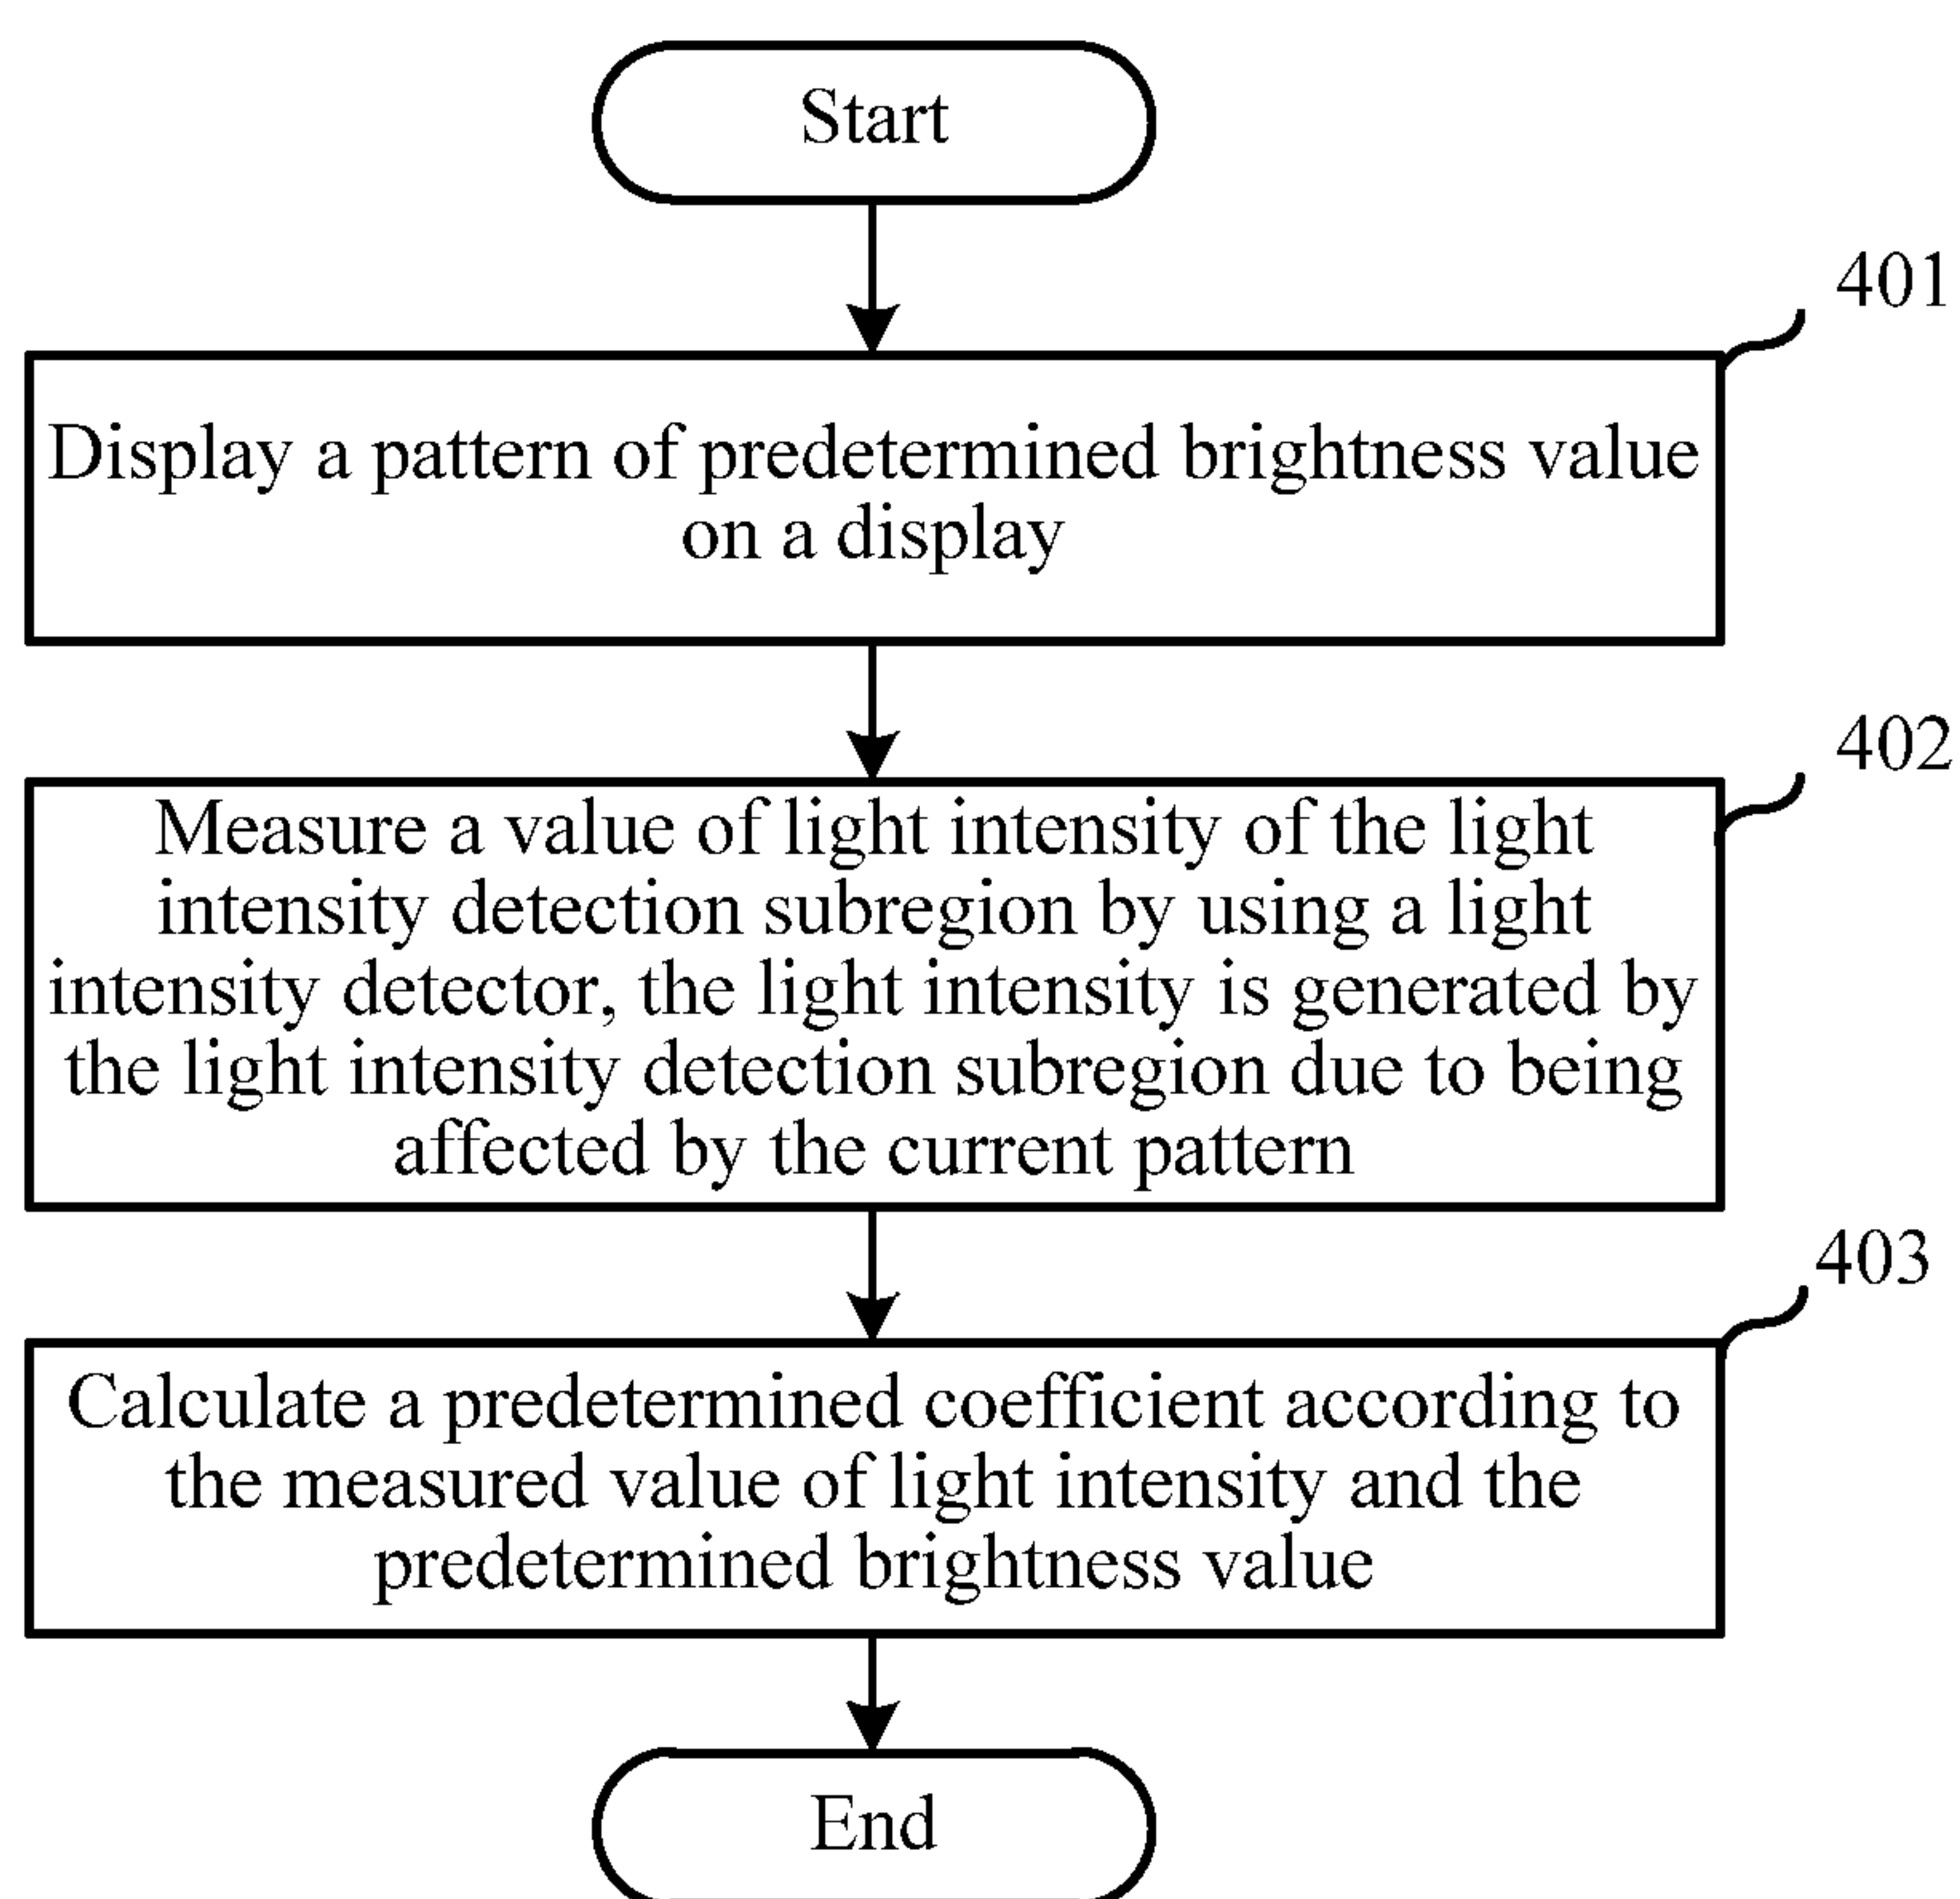 Start
401
Display a pattern of predetermined brightness value
on a display
402
Measure a value of light intensity of the light
intensity detection subregion by using a light
intensity detector, the light intensity is generated by
the light intensity detection subregion due to being
affected by the current pattern
403
Calculate a predetermined coefficient according to
the measured value of light intensity and the
predetermined brightness value
End